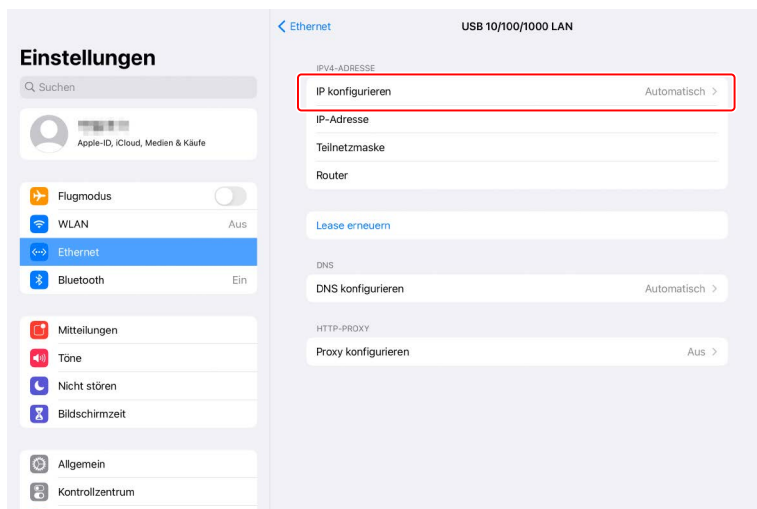 Einstellungen
Suchen
Apple-ID, iCloud, Medien & Käufe
Flugmodus
WLAN Aus
Ethernet
Bluetooth Ein
Mitteilungen
Töne
Nicht stören
Bildschirmzeit
Allgemein
Kontrollzentrum
Ethernet
USB 10/100/1000 LAN
IPV4-ADRESSE
IP konfigurieren Automatisch
IP-Adresse
Teilnetzmaske
Router
Lease erneuern
DNS
DNS konfigurieren Automatisch
HTTP-PROXY
Proxy konfigurieren Aus